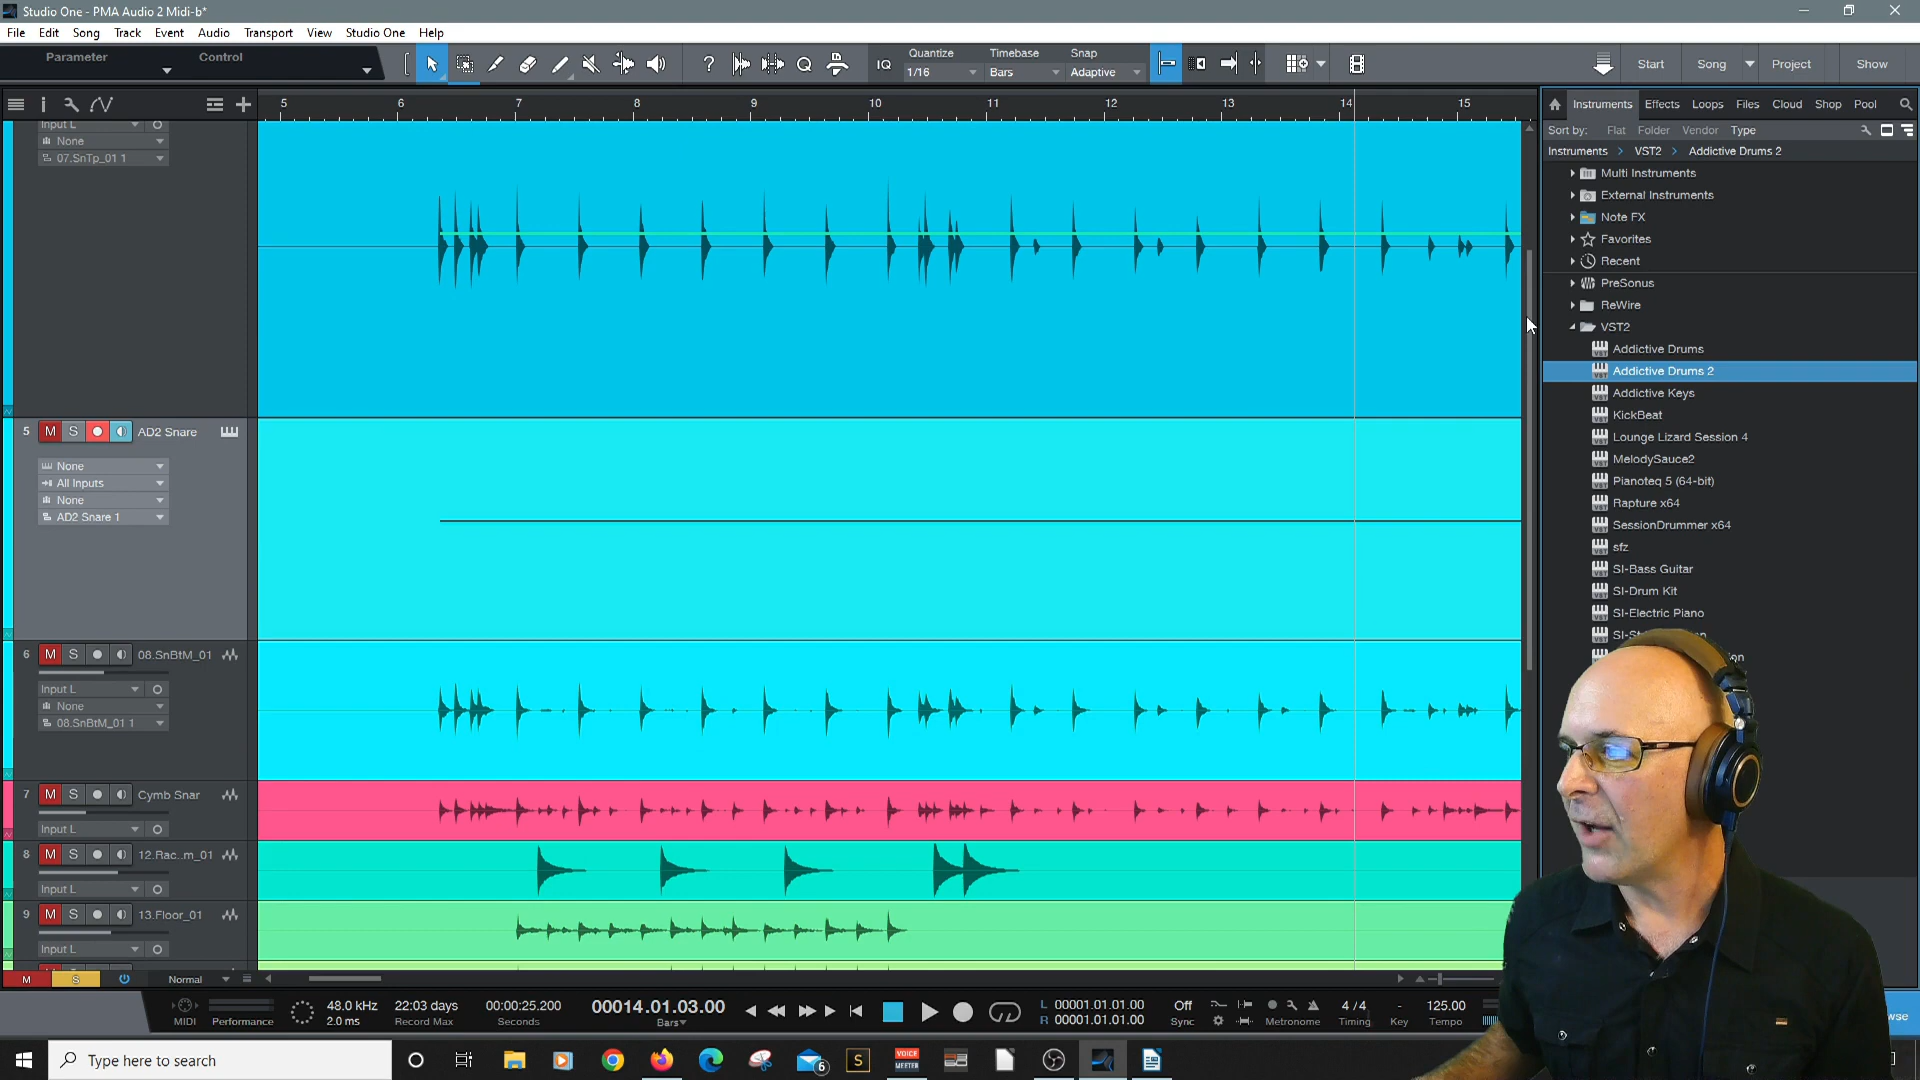 Studio One - PMA Audio 2 Midi-b*
File Edit Song Track Event Audio Transport View Studio One Help
Parameter Control
IQ Quantize 1/16 Timebase Bars Snap Adaptive
Start Song Project Show
5 6 7 8 9 10 11 12 13 14 15
Instruments Effects Loops Files Cloud Shop Pool
Sort by: Flat Folder Vendor Type
Instruments > VST2 > Addictive Drums 2
Multi Instruments
External Instruments
Note FX
Favorites
Recent
PreSonus
ReWire
VST2
Addictive Drums
Addictive Drums 2
Addictive Keys
KickBeat
Lounge Lizard Session 4
MelodySauce2
Pianoteq 5 (64-bit)
Rapture x64
SessionDrummer x64
sfz
SI-Bass Guitar
SI-Drum Kit
SI-Electric Piano
Input L
None
07.SnTp_01 1
5 M S AD2 Snare
None
All Inputs
None
AD2 Snare 1
6 M S 08.SnBtM_01
Input L
None
08.SnBtM_01 1
7 M S Cymb Snar
Input L
8 M S 12.Rac..m_01
Input L
9 M S 13.Floor_01
Input L
M S Normal
MIDI Performance
48.0 kHz
2.0 ms
22:03 days
Record Max
00:00:25.200
Seconds
00014.01.03.00
Bars
L 00001.01.01.00
R 00001.01.01.00
Off
Sync
Metronome
4 / 4
Timing
-
Key
125.00
Tempo
Type here to search
6
S
VOICE
MEETER